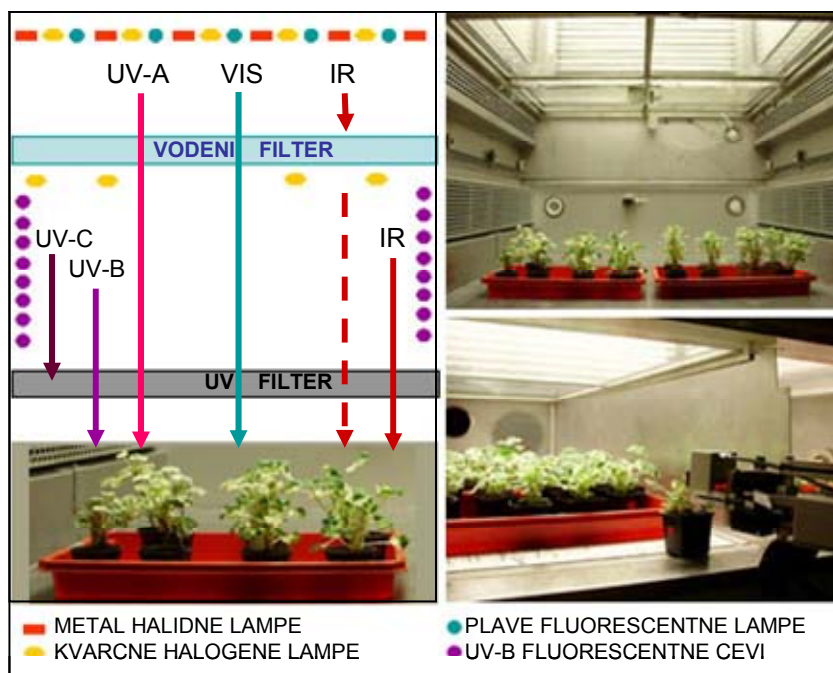 UV-A VIS IR
VODENI FILTER
UV-C
IR
UV-B
UV FILTER
METAL HALIDNE LAMPE
PLAVE FLUORESCENTNE LAMPE
KVARCNE HALOGENE LAMPE
UV-B FLUORESCENTNE CEVI